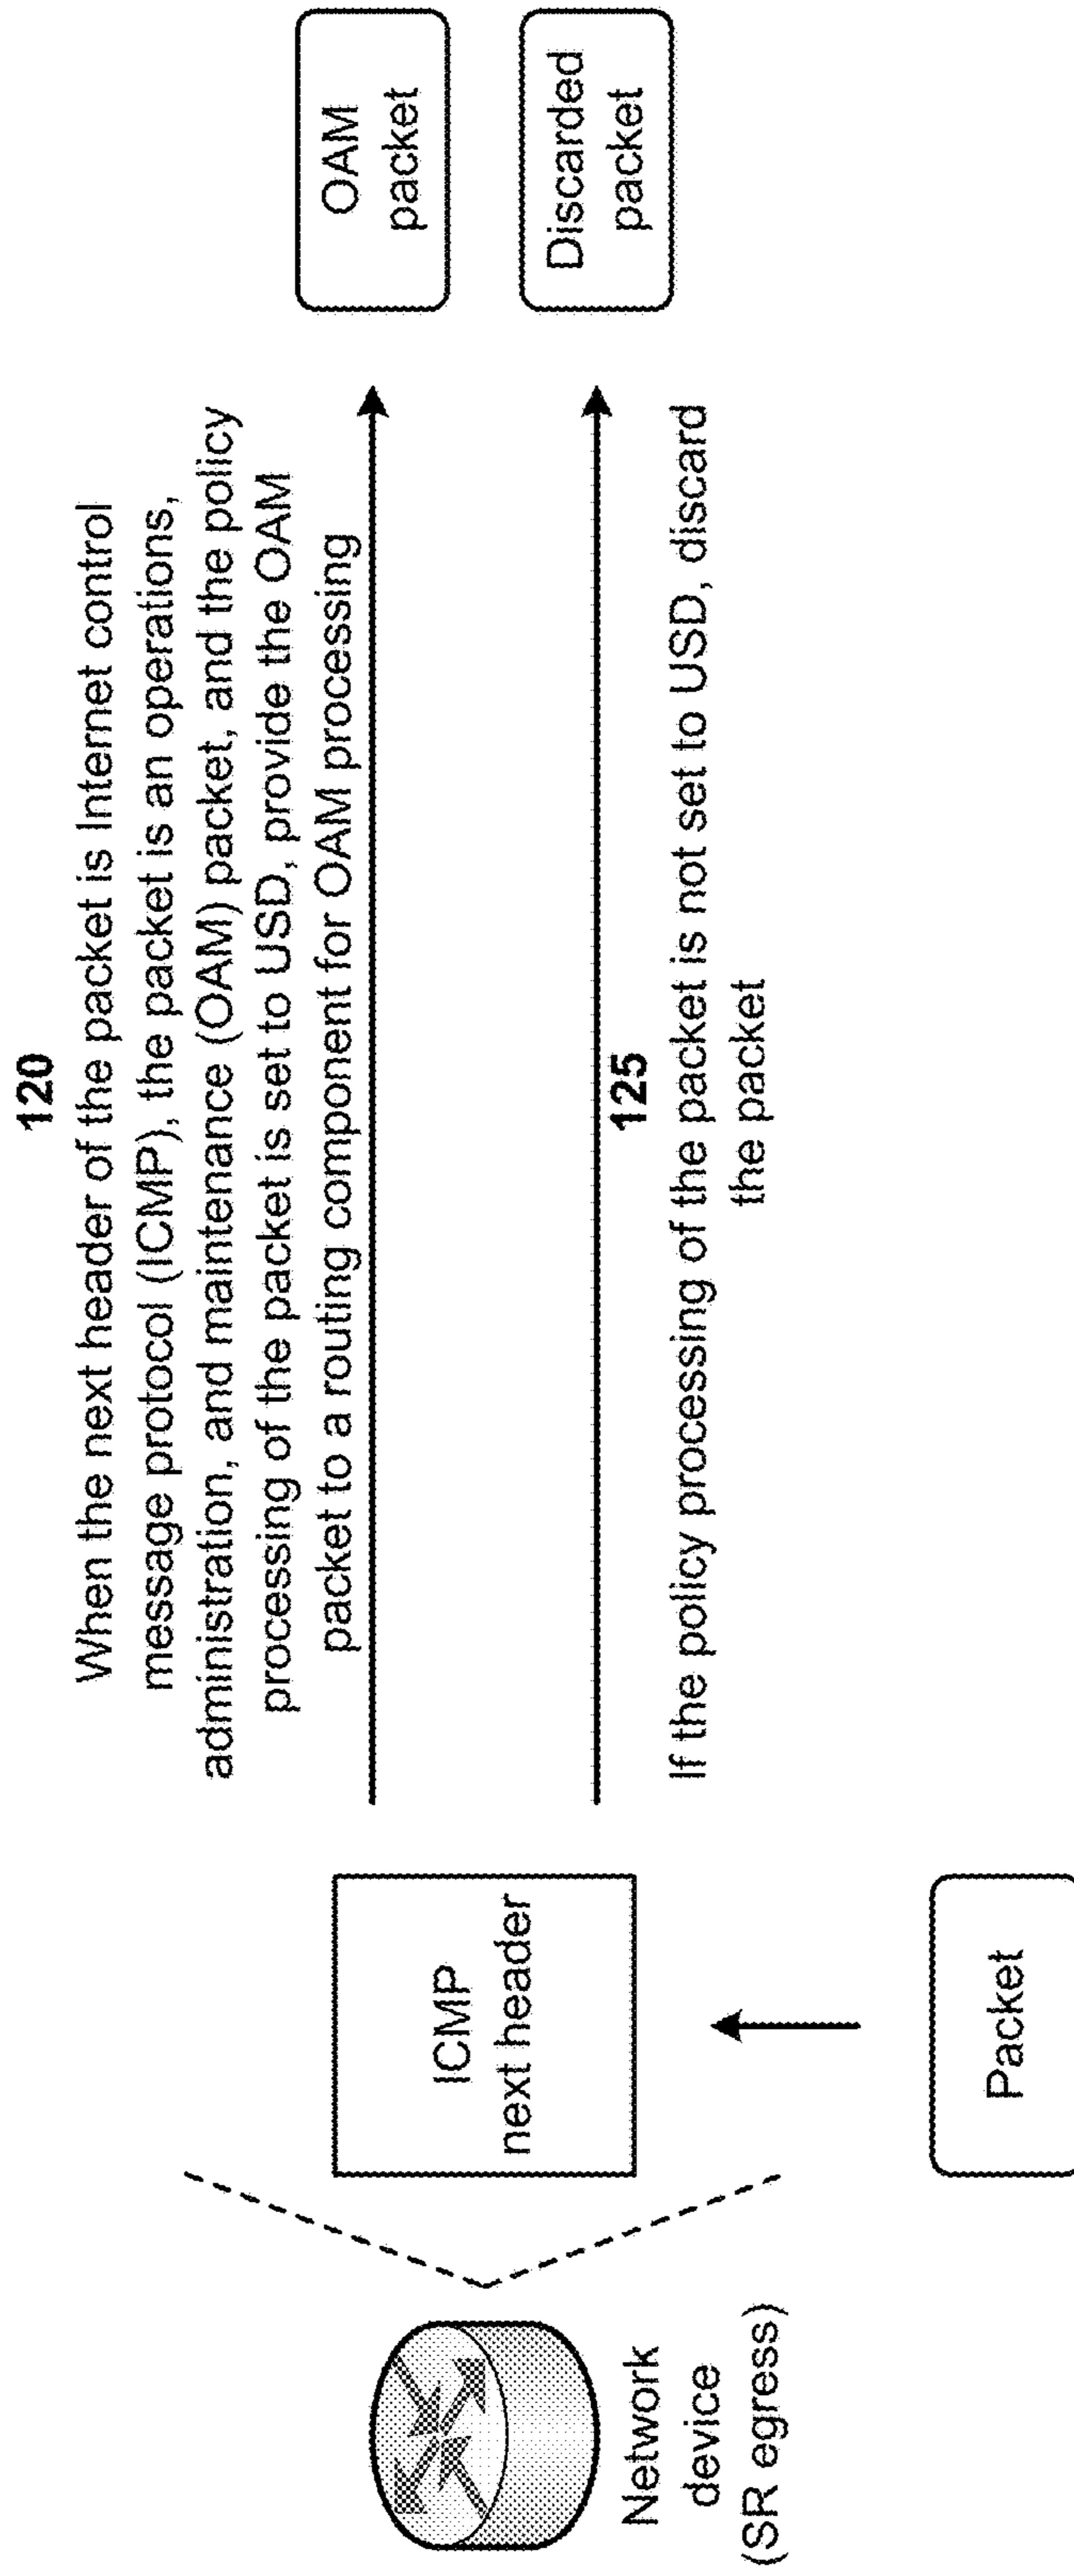 120
When the next header of the packet is Internet control
message protocol (ICMP), the packet is an operations,
administration, and maintenance (OAM) packet, and the policy
processing of the packet is set to USD, provide the OAM
packet to a routing component for OAM processing
OAM
packet
ICMP
next header
Network
device
(SR egress)
Discarded
packet
125
If the policy processing of the packet is not set to USD, discard
the packet
Packet